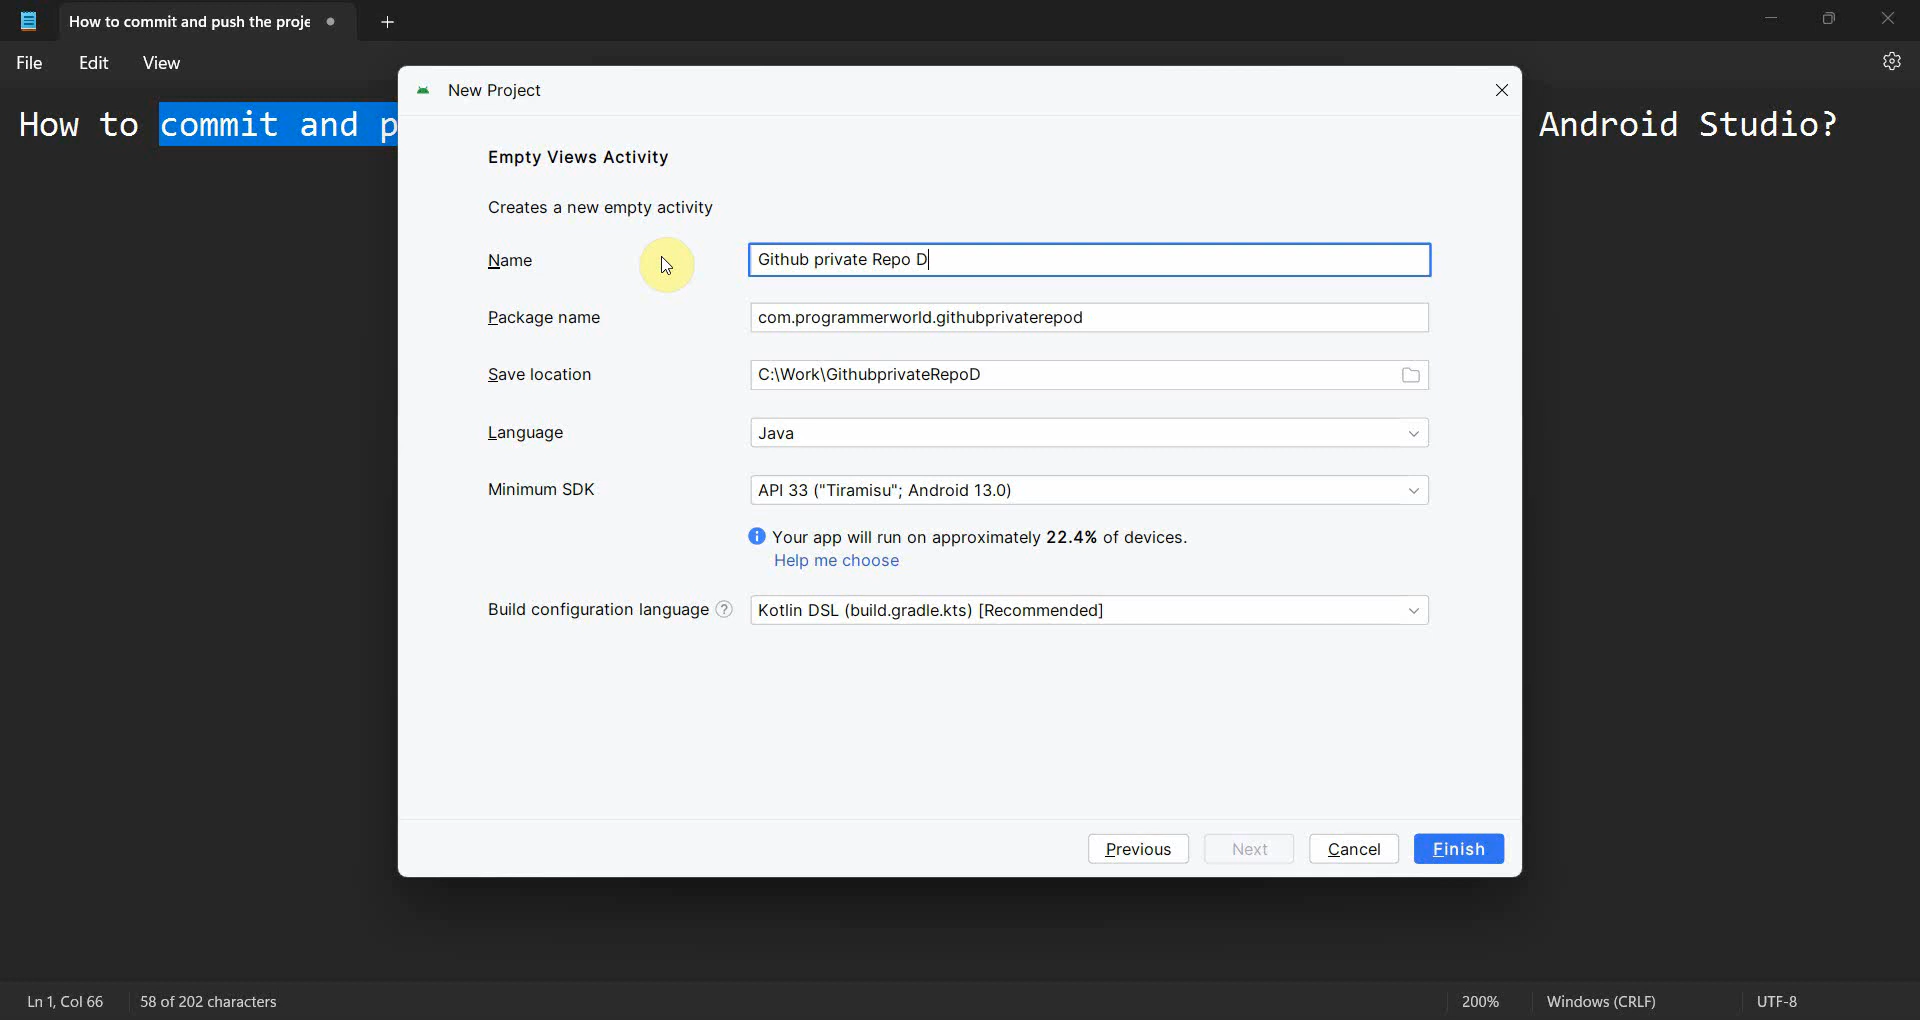 How to commit and push the proje
File Edit View
How to commit and p
Android Studio?
New Project
Empty Views Activity
Creates a new empty activity
Name Github private Repo D
Package name com.programmerworld.githubprivaterepod
Save location C:\Work\GithubprivateRepoD
Language Java
Minimum SDK API 33 ("Tiramisu"; Android 13.0)
Your app will run on approximately 22.4% of devices.
Help me choose
Build configuration language ? Kotlin DSL (build.gradle.kts) [Recommended]
Previous Next Cancel Finish
Ln 1, Col 66 58 of 202 characters 200% Windows (CRLF) UTF-8